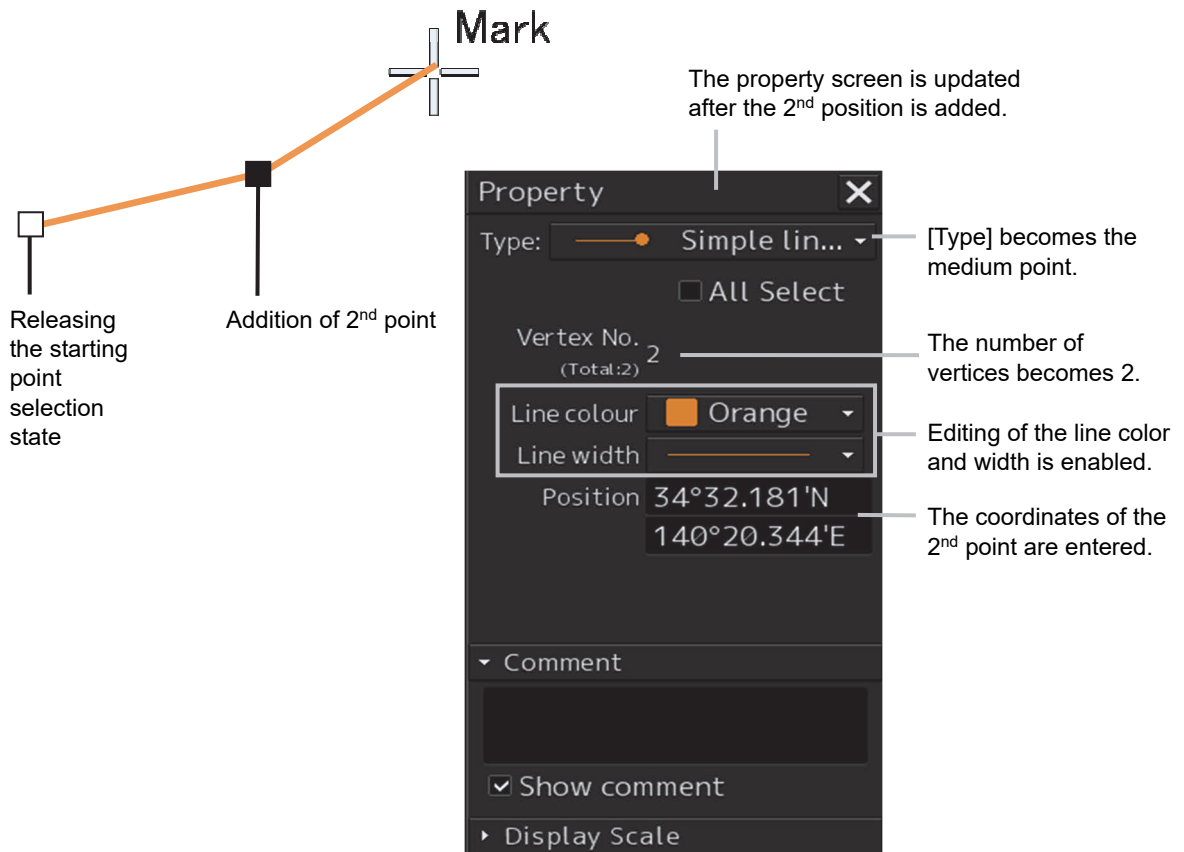 Mark
Releasing
the starting
point
selection
state
Addition of 2nd point
The property screen is updated
after the 2nd position is added.
Property
Type: Simple lin...
All Select
Vertex No. 2
(Total:2)
Line colour Orange
Line width
Position 34°32.181'N
140°20.344'E
Comment
Show comment
Display Scale
[Type] becomes the
medium point.
The number of
vertices becomes 2.
Editing of the line color
and width is enabled.
The coordinates of the
2nd point are entered.